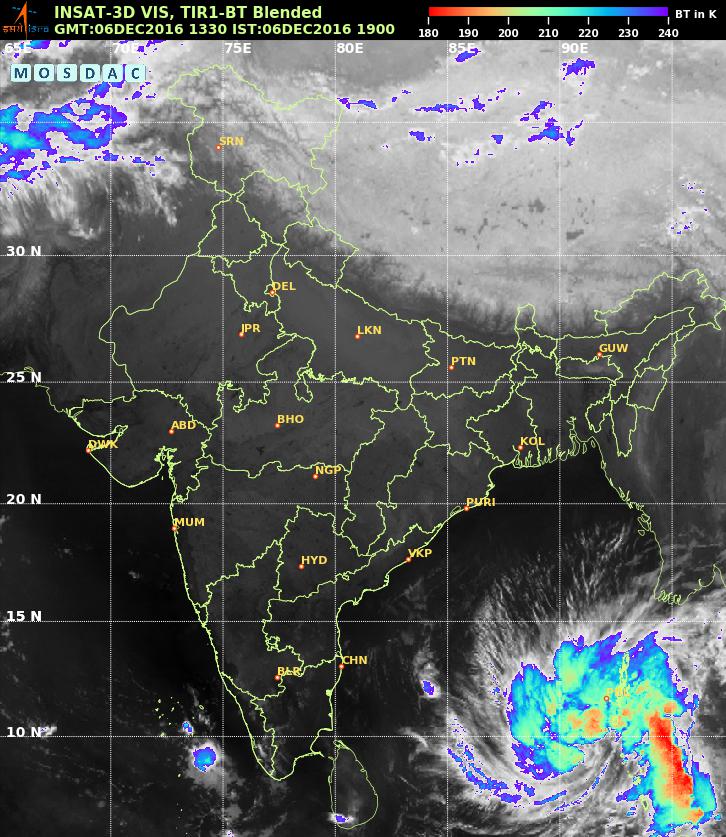 INSAT-3D VIS, TIR1-BT Blended
GMT:06DEC2016 1330 IST:06DEC2016 1900
BT in K
180 190 200 210 220 230 240
65E 70E 75E 80E 85E 90E
MOSDAC
SRN
30 N
DEL
JPR LKN GUW
PTN
25 N
ABD BHO
DWK KOL
NGP
20 N PURI
MUM
HYD VKP
15 N
BLR CHN
10 N